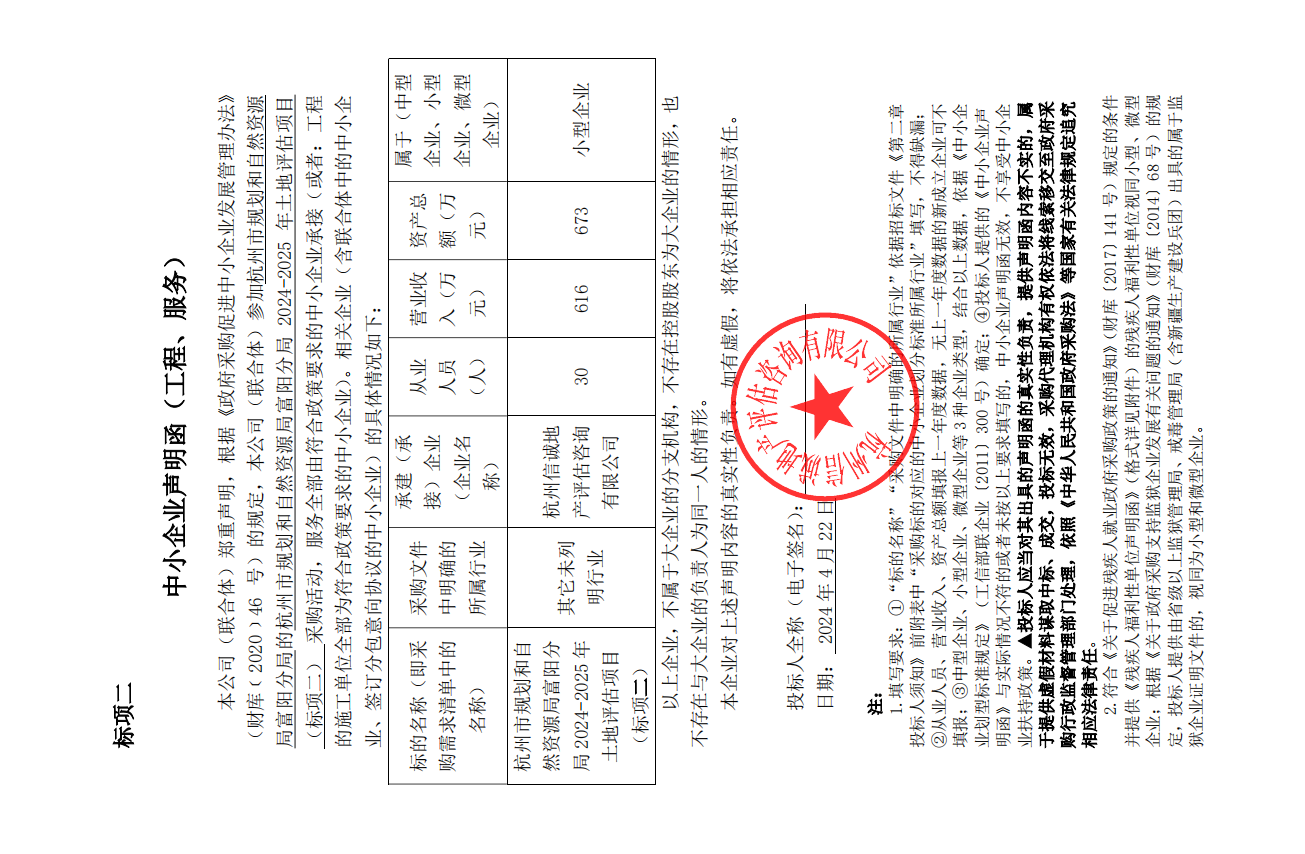 标项二
中小企业声明函（工程、服务）
本公司（联合体）郑重声明，根据《政府采购促进中小企业发展管理办法》
（财库﹝2020﹞46 号）的规定，本公司（联合体）参加杭州市规划和自然资源
局富阳分局的杭州市规划和自然资源局富阳分局 2024-2025 年土地评估项目
（标项二） 采购活动，服务全部由符合政策要求的中小企业承接（或者：工程
的施工单位全部为符合政策要求的中小企业）。相关企业（含联合体中的中小企
业、签订分包意向协议的中小企业）的具体情况如下：
标的名称（即采
购需求清单中的
名称）
采购文件
中明确的
所属行业
承建（承
接）企业
（企业名
称）
从业
人员
（人）
营业收
入（万
元）
资产总
额（万
元）
属于（中型
企业、小型
企业、微型
企业）
杭州市规划和自
然资源局富阳分
局 2024-2025 年
土地评估项目
（标项二）
其它未列
明行业
杭州信诚地
产评估咨询
有限公司
30
616
673
小型企业
以上企业，不属于大企业的分支机构，不存在控股股东为大企业的情形，也
不存在与大企业的负责人为同一人的情形。
本企业对上述声明内容的真实性负责。如有虚假，将依法承担相应责任。
投标人全称（电子签名）：
日期： 2024 年 4 月 22 日
杭州信诚地产评估咨询有限公司
注：
1.填写要求：①“标的名称”“采购文件中明确的所属行业”依据招标文件《第二章
投标人须知》前附表中“采购标的对应的中小企业划分标准所属行业”填写，不得缺漏；
②从业人员、营业收入、资产总额填报上一年度数据，无上一年度数据的新成立企业可不
填报；③中型企业、小型企业、微型企业等 3 种企业类型，结合以上数据，依据《中小企
业划型标准规定》（工信部联企业〔2011〕300 号）确定；④投标人提供的《中小企业声
明函》与实际情况不符的或者未按以上要求填写的，中小企业声明函无效，不享受中小企
业扶持政策。▲投标人应当对其出具的声明函的真实性负责，提供声明函内容不实的，属
于提供虚假材料谋取中标、成交，投标无效，采购代理机构有权依法将线索移交至政府采
购行政监督管理部门处理，依照《中华人民共和国政府采购法》等国家有关法律规定追究
相应法律责任。
2.符合《关于促进残疾人就业政府采购政策的通知》（财库〔2017〕141 号）规定的条件
并提供《残疾人福利性单位声明函》（格式详见附件）的残疾人福利性单位视同小型、微型
企业；根据《关于政府采购支持监狱企业发展有关问题的通知》（财库〔2014〕68 号）的规
定，投标人提供由省级以上监狱管理局、戒毒管理局（含新疆生产建设兵团）出具的属于监
狱企业证明文件的，视同为小型和微型企业。